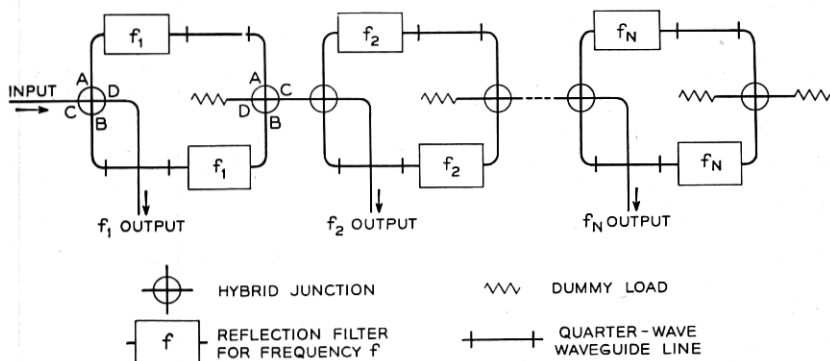 f1
f2
fN
INPUT
A
D
C
B
A
C
D
B
f1
f2
fN
f1 OUTPUT
f2 OUTPUT
fN OUTPUT
HYBRID JUNCTION
DUMMY LOAD
f
REFLECTION FILTER
FOR FREQUENCY f
QUARTER-WAVE
WAVEGUIDE LINE